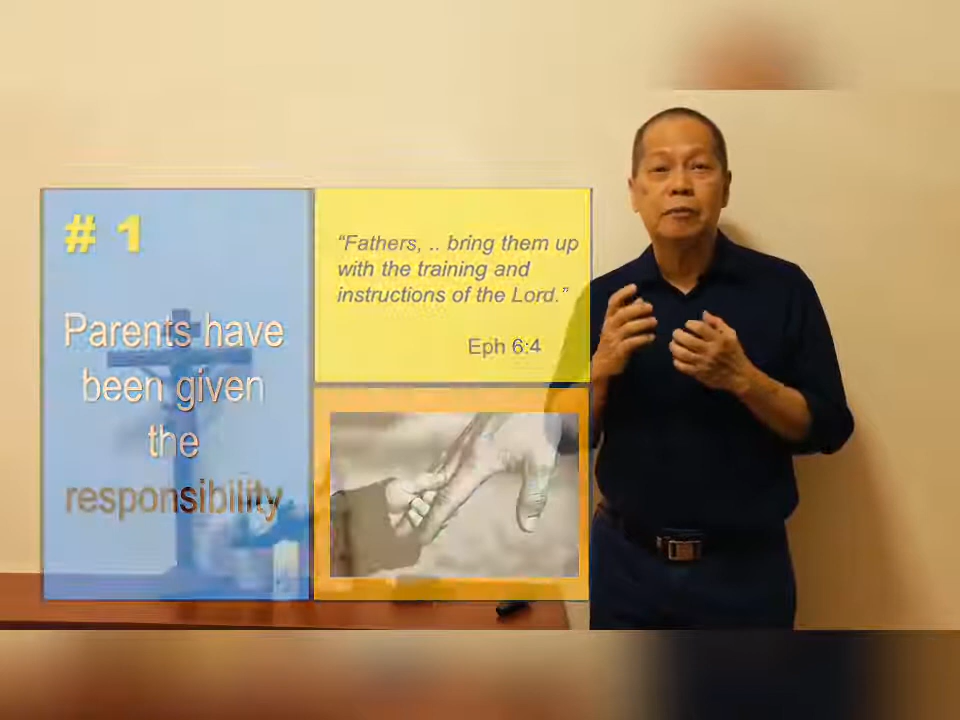 # 1
Parents have
been given
the
responsibility
“Fathers, .. bring them up
with the training and
instructions of the Lord.”
Eph 6:4